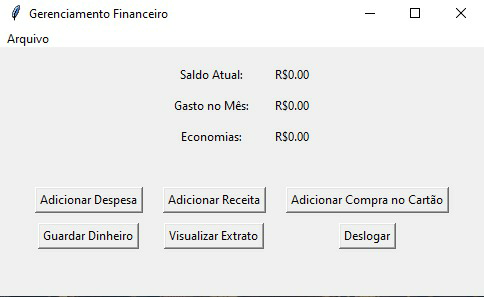 Gerenciamento Financeiro
Arquivo
Saldo Atual: R$0.00
Gasto no Mês: R$0.00
Economias: R$0.00
Adicionar Despesa Adicionar Receita Adicionar Compra no Cartão
Guardar Dinheiro Visualizar Extrato Deslogar